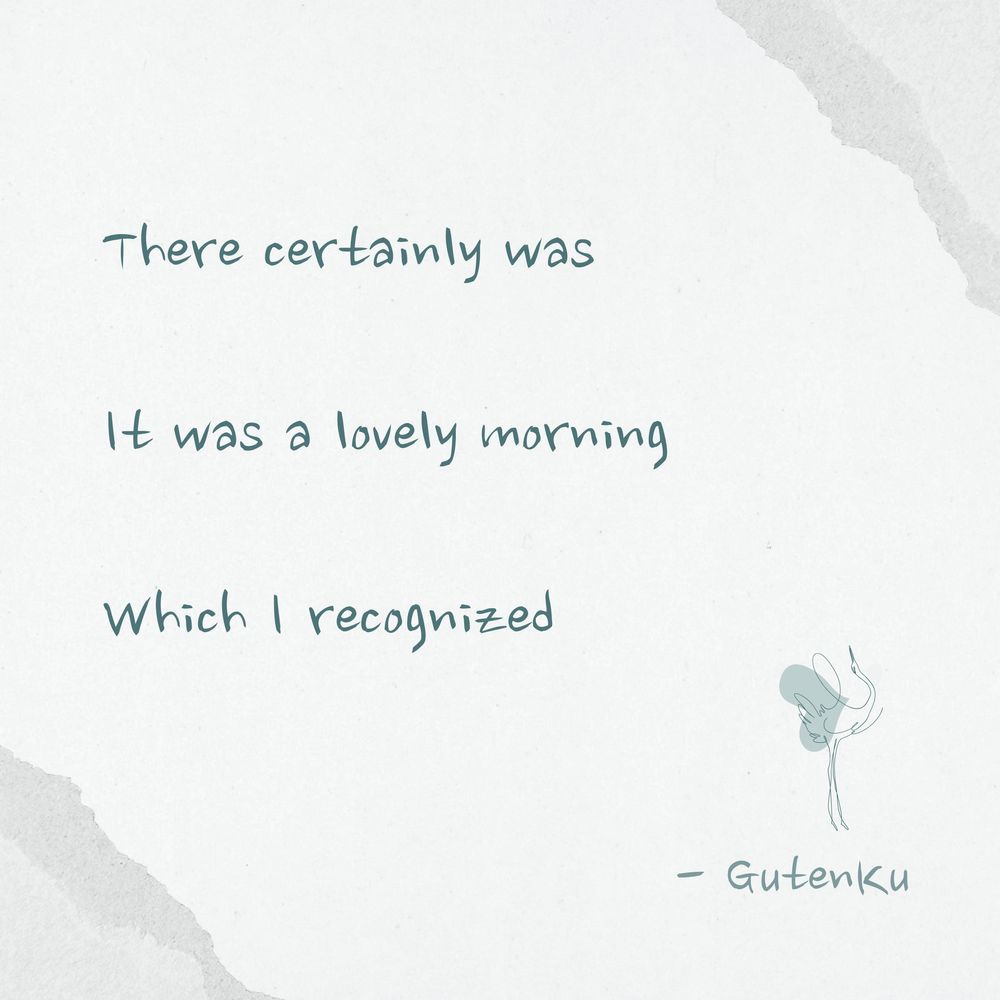 There certainly was
It was a lovely morning
Which I recognized
- GutenKu